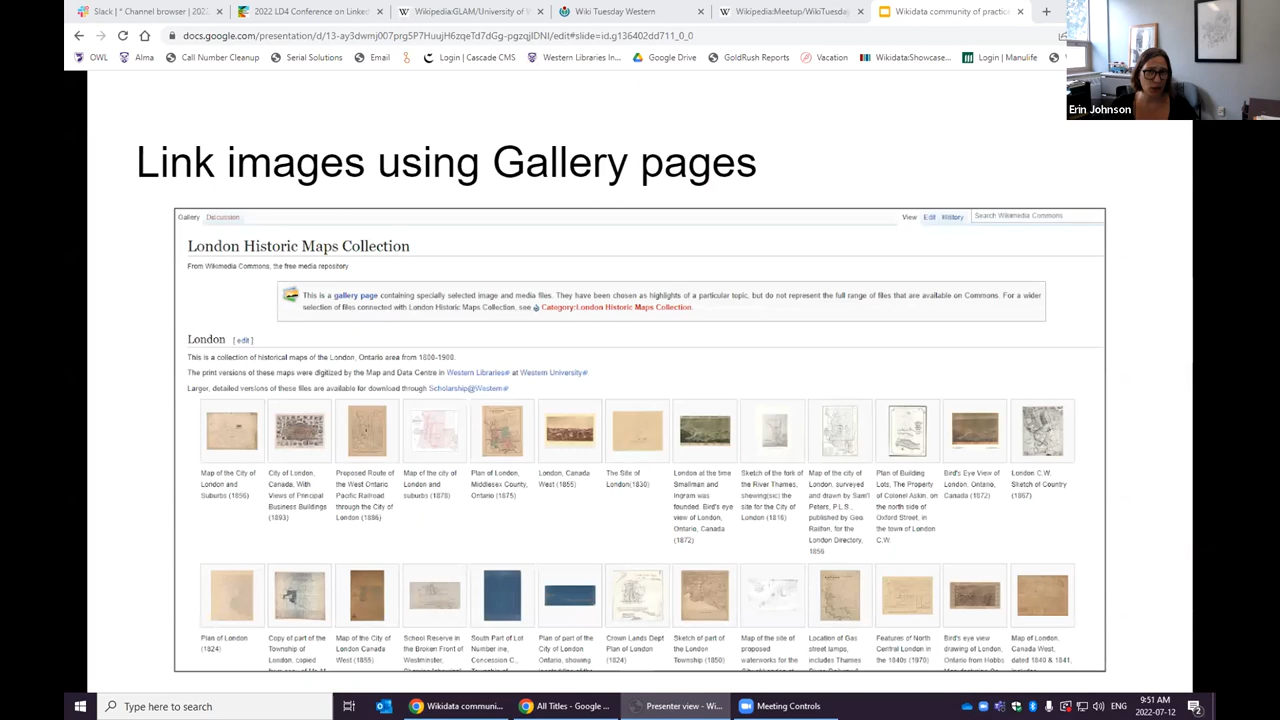 Slack | * Channel browser | 202
2022 LD4 Conference on Linked
Wikipedia:GLAM/University of W
Wiki Tuesday Western
Wikipedia:Meetup/WikiTuesday
Wikidata community of practice
docs.google.com/presentation/d/
OWL
Alma
Call Number Cleanup
Serial Solutions
Email
Login | Cascade CMS
Western Libraries In...
Google Drive
GoldRush Reports
Vacation
Wikidata:Showcase...
Login | Manulife
Erin Johnson
Link images using Gallery pages
Gallery Discussion
View Edit History Search Wikimedia Commons
London Historic Maps Collection
From Wikimedia Commons, the free media repository
This is a gallery page containing specially selected image and media files. They have been chosen as highlights of a particular topic, but do not represent the full range of files that are available on Commons. For a wider
selection of files connected with London Historic Maps Collection, see Category:London Historic Maps Collection.
London [ edit ]
This is a collection of historical maps of the London, Ontario area from 1800-1980.
The print versions of these maps were digitized by the Map and Data Centre in Western Libraries at Western University.
Larger, detailed versions of these files are available for download through Scholarship@Western
Map of the City of
London and
Suburbs (1856)
City of London,
Canada, With
Views of Principal
Business Buildings
(1893)
Proposed Route of
the West Ontario
Pacific Railroad
through the City of
London (1886)
Map of the city of
London and
suburbs (1878)
Plan of London,
Middlesex County,
Ontario (1875)
London, Canada
West (1855)
The Site of
London(1830)
London at the time
Smallman and
Ingram was
founded. Bird's eye
view of London,
Ontario, Canada
(1872)
Sketch of the fork of
the River Thames,
shewing(sic) the
site for the City of
London (1816)
Map of the city of
London, surveyed
and drawn by Sam'l
Peters, P.L.S.,
published by Geo.
Railton, for the
London Directory,
1856
Plan of Building
Lots, The Property
of Colonel Askin, on
the north side of
Oxford Street, in
the town of London
C.W.
Bird's Eye View of
London, Ontario,
Canada (1872)
London C.W.
Sketch of Country
(1867)
Plan of London
(1824)
Copy of part of the
Township of
London, copied
Map of the City of
London Canada
West (1855)
School Reserve in
the Broken Front of
Westminster,
South Part of Lot
Number ine,
Concession C.,
Plan of part of the
City of London
Ontario, showing
Crown Lands Dept
Plan of London
(1824)
Sketch of part of
the London
Township (1850)
Map of the site of
proposed
waterworks for the
City of London
Location of Gas
street lamps,
includes Thames
Features of North
Central London in
the 1840s (1970)
Bird's eye view
drawing of London,
Ontario from Hobbs
Map of London,
Canada West,
dated 1840 & 1841,
Type here to search
Wikidata communi...
All Titles - Google ...
Presenter view - Wi...
Meeting Controls
ENG
9:51 AM
2022-07-12
2